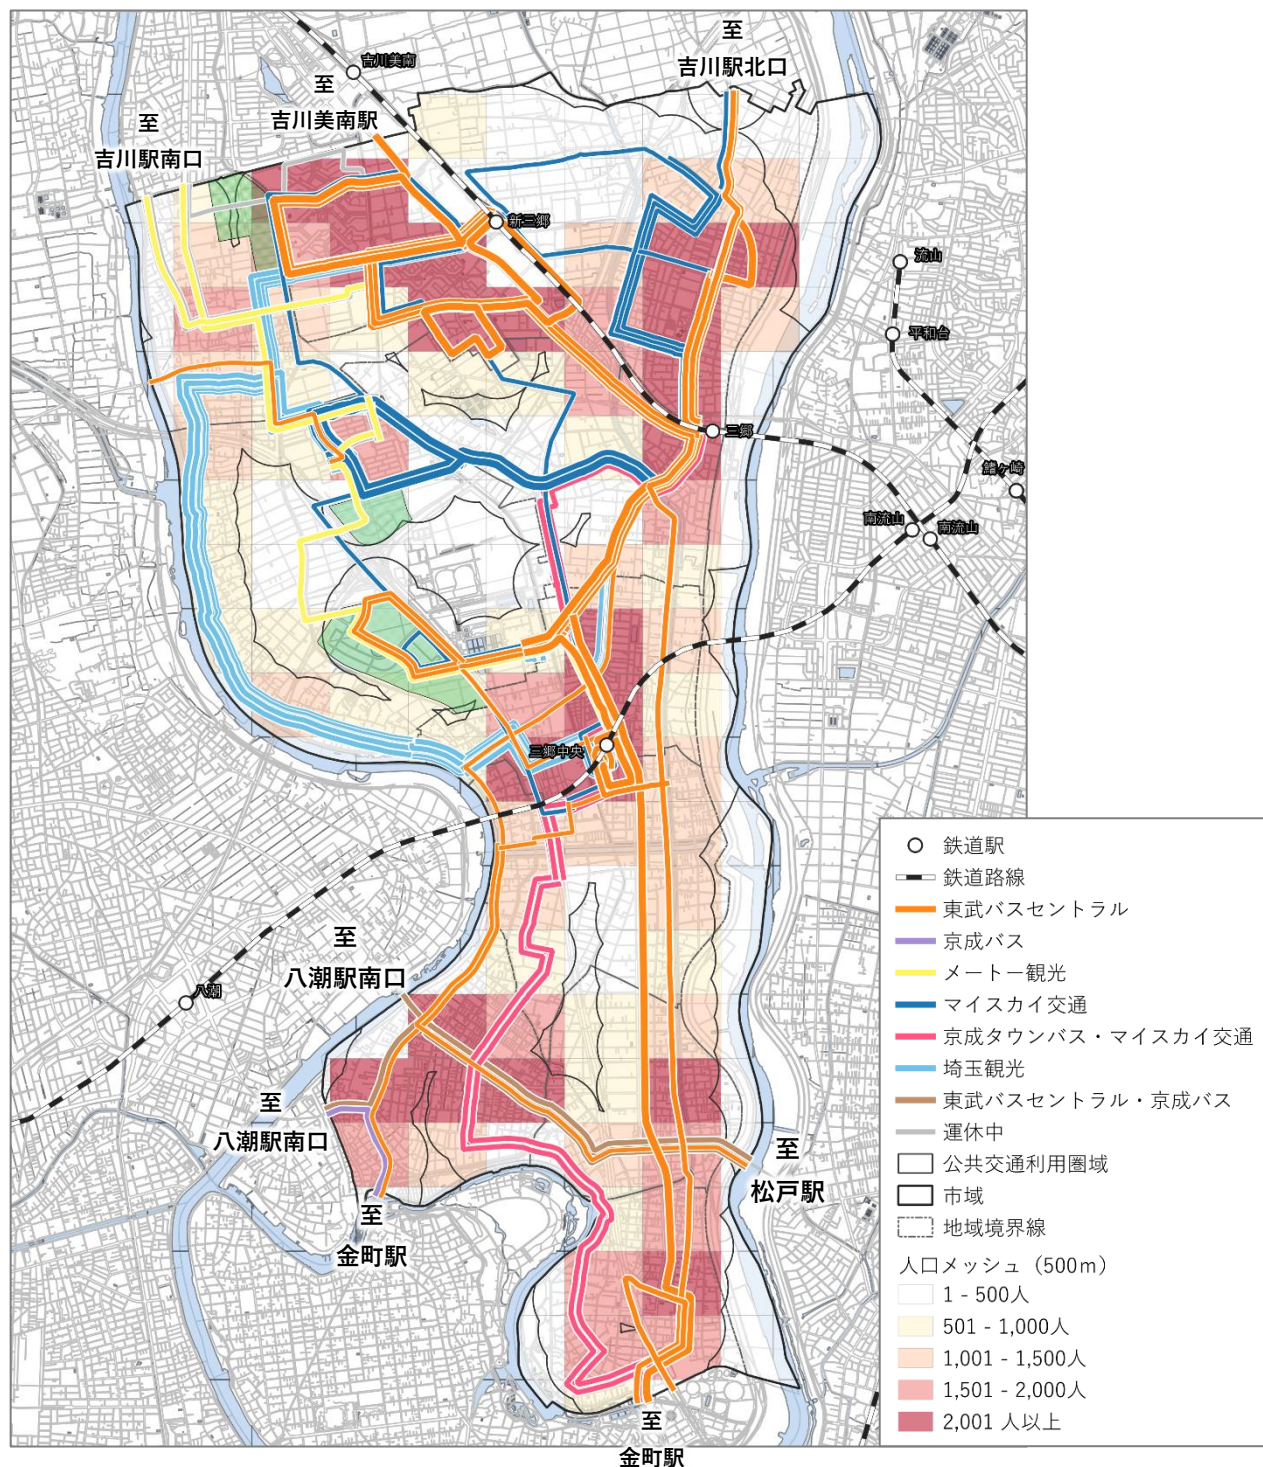 至
吉川駅北口
吉川美南
至
吉川美南駅
至
吉川駅南口
新三郷
流山
平和台
三郷
鰭ヶ崎
南流山
南流山
三郷中央
至
八潮駅南口
八潮
至
八潮駅南口
至
松戸駅
至
金町駅
至
金町駅
鉄道駅
鉄道路線
東武バスセントラル
京成バス
メートー観光
マイスカイ交通
京成タウンバス・マイスカイ交通
埼玉観光
東武バスセントラル・京成バス
運休中
公共交通利用圏域
市域
地域境界線
人口メッシュ（500ｍ）
1 - 500人
501 - 1,000人
1,001 - 1,500人
1,501 - 2,000人
2,001 人以上